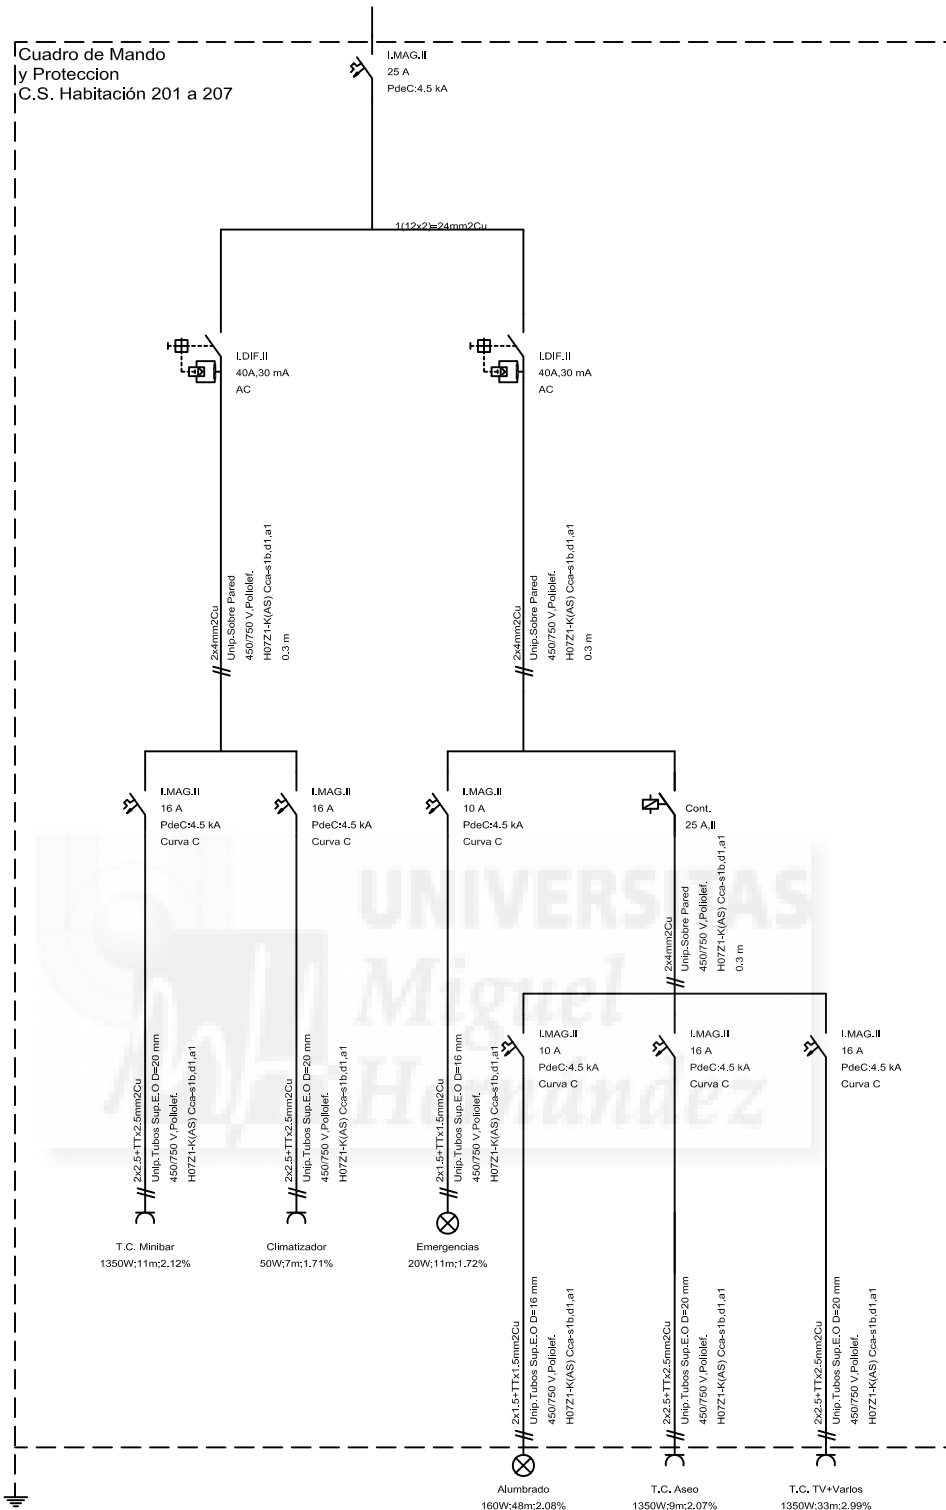 Cuadro de Mando
y Proteccion
C.S. Habitación 201 a 207
I.MAG.II
25 A
PdeC:4.5 kA
1(12x2)=24mm2Cu
I.DIF.II
40A,30 mA
AC
I.DIF.II
40A,30 mA
AC
2x4mm2Cu
Unip.Sobre Pared
450/750 V,Poliolef.
H07Z1-K(AS) Cca-s1b,d1,a1
0.3 m
2x4mm2Cu
Unip.Sobre Pared
450/750 V,Poliolef.
H07Z1-K(AS) Cca-s1b,d1,a1
0.3 m
I.MAG.II
16 A
PdeC:4.5 kA
Curva C
I.MAG.II
16 A
PdeC:4.5 kA
Curva C
I.MAG.II
10 A
PdeC:4.5 kA
Curva C
Cont.
25 A,II
2x4mm2Cu
Unip.Sobre Pared
450/750 V,Poliolef.
H07Z1-K(AS) Cca-s1b,d1,a1
0.3 m
UNIVERSITAS
Miguel
Hernández
2x2.5+TTx2.5mm2Cu
Unip.Tubos Sup.E.O D=20 mm
450/750 V,Poliolef.
H07Z1-K(AS) Cca-s1b,d1,a1
2x2.5+TTx2.5mm2Cu
Unip.Tubos Sup.E.O D=20 mm
450/750 V,Poliolef.
H07Z1-K(AS) Cca-s1b,d1,a1
2x1.5+TTx1.5mm2Cu
Unip.Tubos Sup.E.O D=16 mm
450/750 V,Poliolef.
H07Z1-K(AS) Cca-s1b,d1,a1
I.MAG.II
10 A
PdeC:4.5 kA
Curva C
I.MAG.II
16 A
PdeC:4.5 kA
Curva C
I.MAG.II
16 A
PdeC:4.5 kA
Curva C
T.C. Minibar
1350W;11m;2.12%
Climatizador
50W;7m;1.71%
Emergencias
20W;11m;1.72%
2x1.5+TTx1.5mm2Cu
Unip.Tubos Sup.E.O D=16 mm
450/750 V,Poliolef.
H07Z1-K(AS) Cca-s1b,d1,a1
2x2.5+TTx2.5mm2Cu
Unip.Tubos Sup.E.O D=20 mm
450/750 V,Poliolef.
H07Z1-K(AS) Cca-s1b,d1,a1
2x2.5+TTx2.5mm2Cu
Unip.Tubos Sup.E.O D=20 mm
450/750 V,Poliolef.
H07Z1-K(AS) Cca-s1b,d1,a1
Alumbrado
160W;48m;2.08%
T.C. Aseo
1350W;9m;2.07%
T.C. TV+Varios
1350W;33m;2.99%